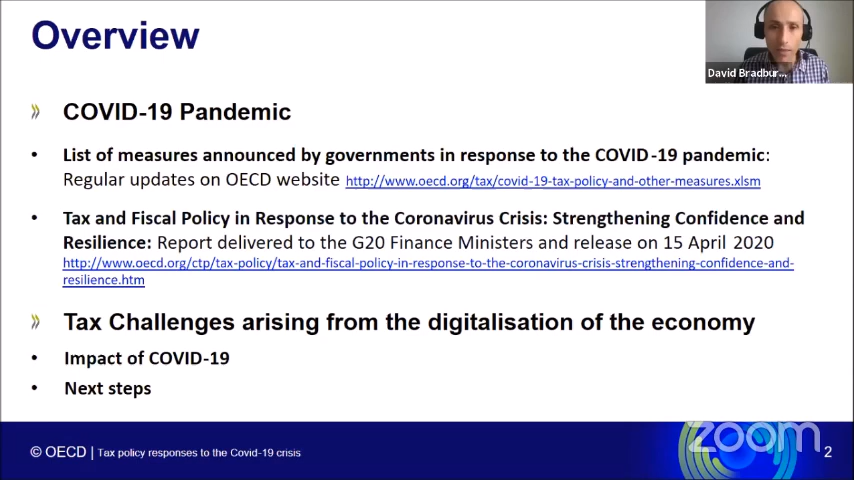 Overview
David Bradbur...
COVID-19 Pandemic
• List of measures announced by governments in response to the COVID-19 pandemic:
Regular updates on OECD website http://www.oecd.org/tax/covid-19-tax-policy-and-other-measures.xlsm
• Tax and Fiscal Policy in Response to the Coronavirus Crisis: Strengthening Confidence and
Resilience: Report delivered to the G20 Finance Ministers and release on 15 April 2020
http://www.oecd.org/ctp/tax-policy/tax-and-fiscal-policy-in-response-to-the-coronavirus-crisis-strengthening-confidence-and-
resilience.htm
Tax Challenges arising from the digitalisation of the economy
• Impact of COVID-19
• Next steps
© OECD | Tax policy responses to the Covid-19 crisis
zoom
2